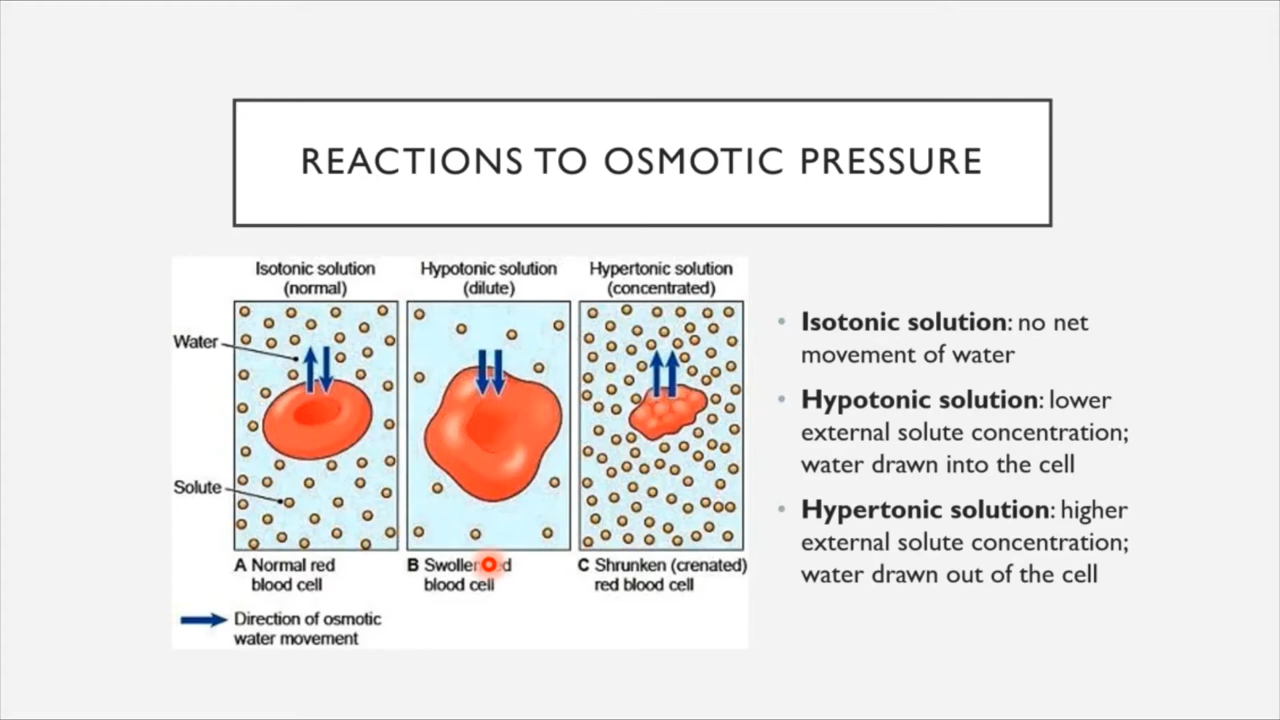 REACTIONS TO OSMOTIC PRESSURE
Isotonic solution
(normal)
Hypotonic solution
(dilute)
Hypertonic solution
(concentrated)
Water
Solute
A Normal red
blood cell
B
blood cell
C Shrunken (crenated)
red blood cell
Direction of osmotic
water movement
• Isotonic solution: no net
movement of water
• Hypotonic solution: lower
external solute concentration;
water drawn into the cell
• Hypertonic solution: higher
external solute concentration;
water drawn out of the cell